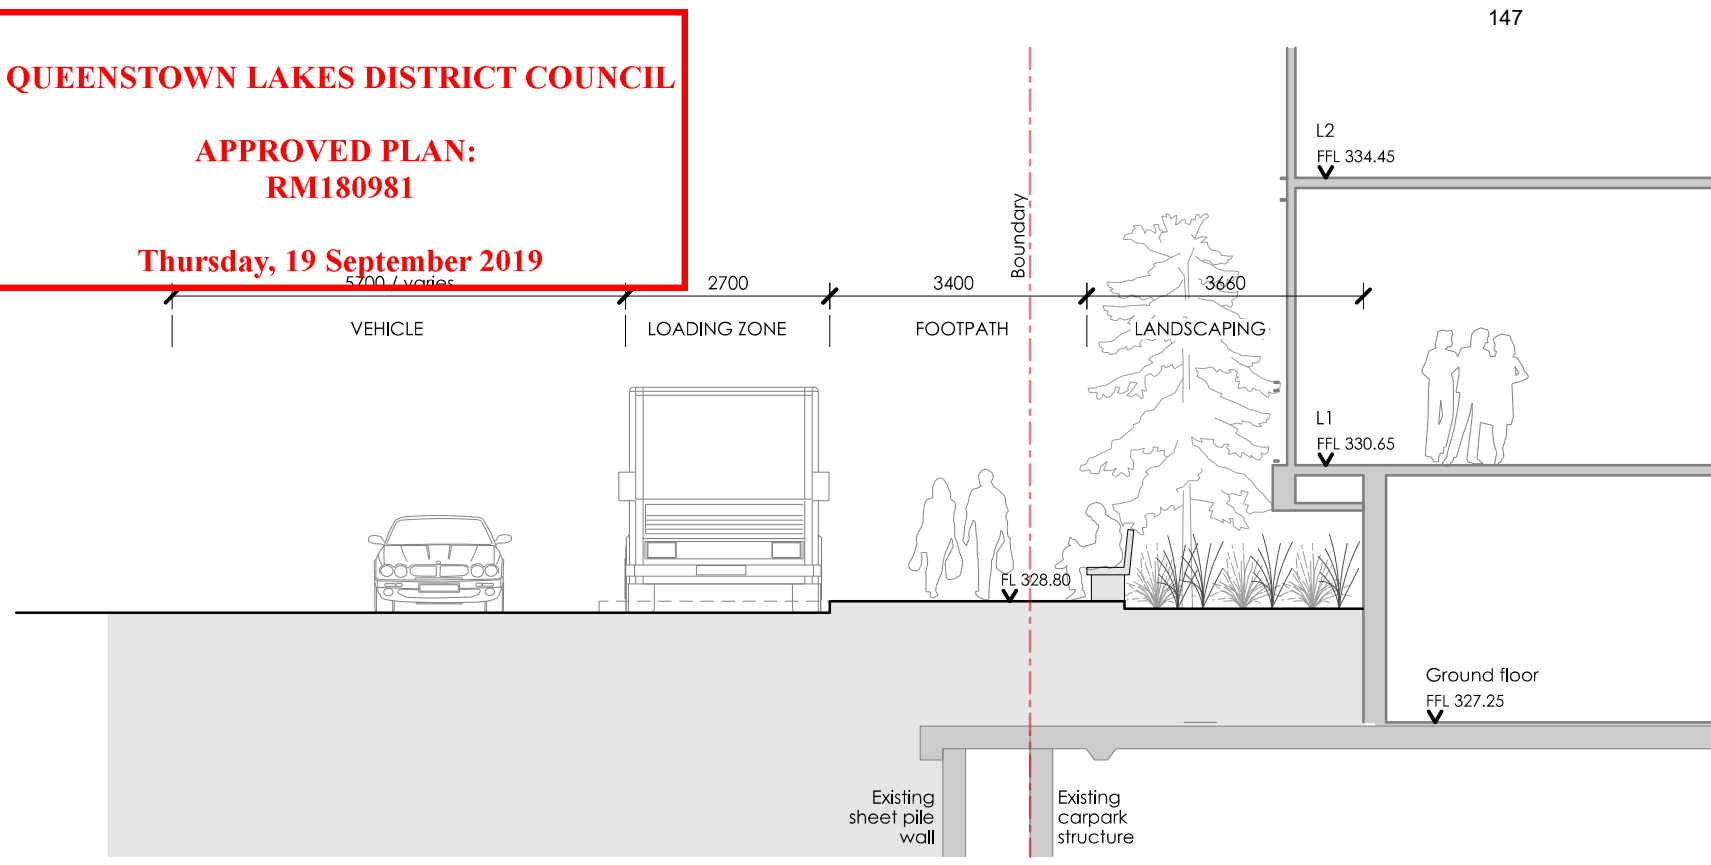 147
QUEENSTOWN LAKES DISTRICT COUNCIL
APPROVED PLAN:
RM180981
Thursday, 19 September 2019
L2
FFL 334.45
Boundary
5700 / varies
2700
3400
3660
VEHICLE
LOADING ZONE
FOOTPATH
LANDSCAPING
L1
FFL 330.65
FL 328.80
Ground floor
FFL 327.25
Existing
sheet pile
wall
Existing
carpark
structure